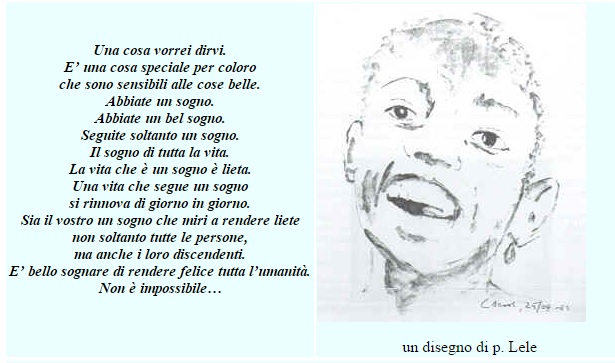 Una cosa vorrei dirvi.
E’ una cosa speciale per coloro
che sono sensibili alle cose belle.
Abbiate un sogno.
Abbiate un bel sogno.
Seguite soltanto un sogno.
Il sogno di tutta la vita.
La vita che è un sogno è lieta.
Una vita che segue un sogno
si rinnova di giorno in giorno.
Sia il vostro un sogno che miri a rendere liete
non soltanto tutte le persone,
ma anche i loro discendenti.
E’ bello sognare di rendere felice tutta l’umanità.
Non è impossibile…
un disegno di p. Lele